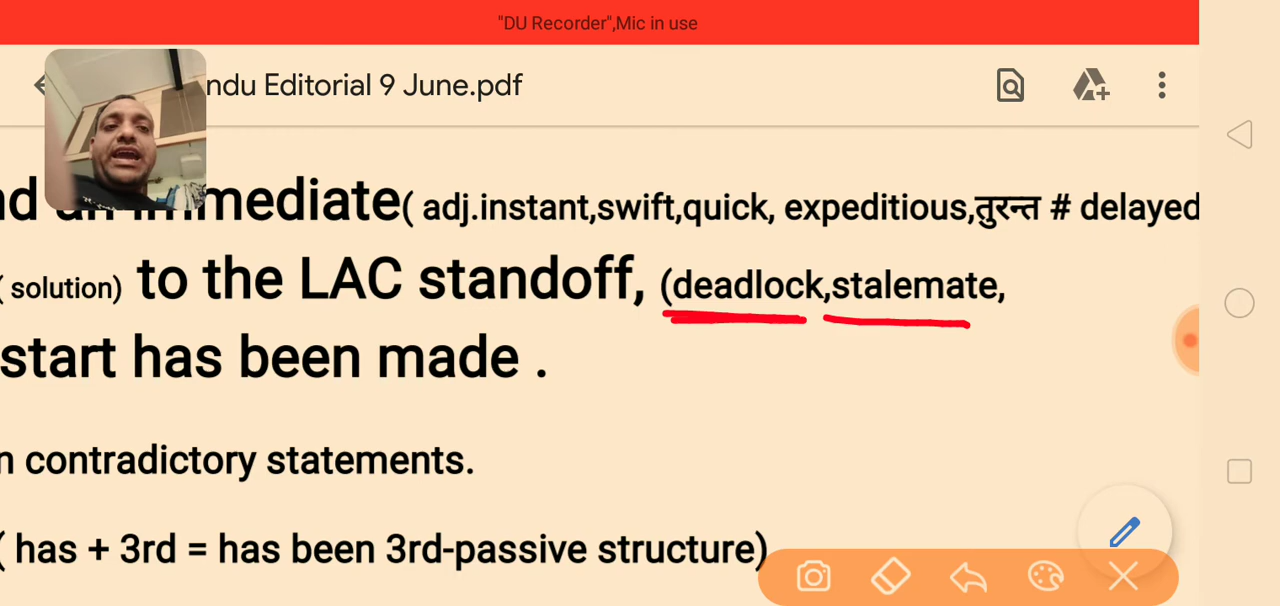 "DU Recorder",Mic in use
ndu Editorial 9 June.pdf
mediate( adj.instant,swift,quick, expeditious,तुरन्त # delayed
( solution) to the LAC standoff, (deadlock,stalemate,
start has been made .
n contradictory statements.
( has + 3rd = has been 3rd-passive structure)